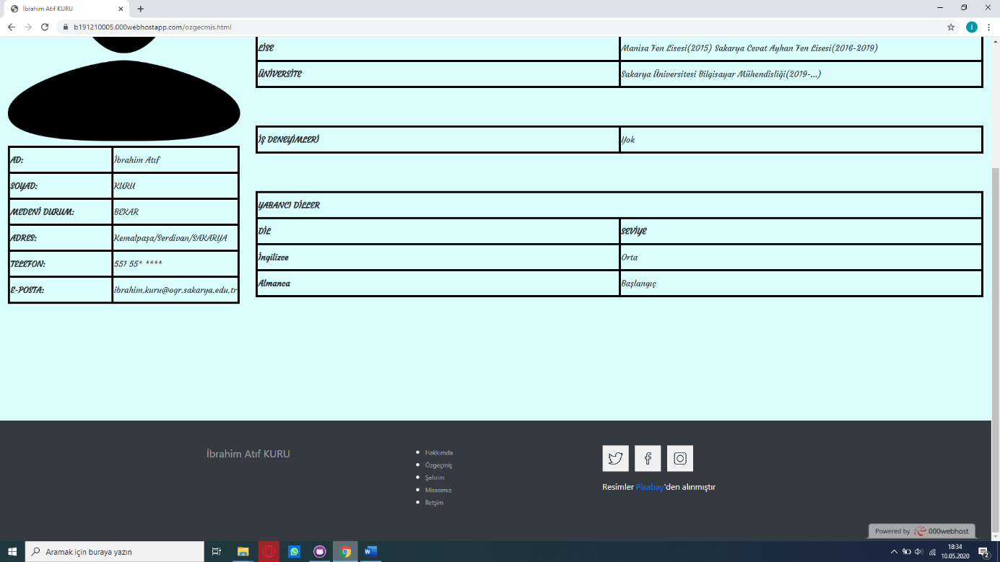 İbrahim Atıf KURU
b191210005.000webhostapp.com/ozgecmis.html
I
LİSE Manisa Fen Lisesi(2015) Sakarya Cevat Ayhan Fen Lisesi(2016-2019)
ÜNİVERSİTE Sakarya Üniversitesi Bilgisayar Mühendisliği(2019-...)
İŞ DENEYİMLERİ Yok
AD: İbrahim Atıf
SOYAD: KURU
MEDENİ DURUM: BEKAR
ADRES: Kemalpaşa/Serdivan/SAKARYA
TELEFON: 551 55* ****
E-POSTA: ibrahim.kuru@ogr.sakarya.edu.tr
YABANCI DİLLER
DİL SEVİYE
İngilizce Orta
Almanca Başlangıç
İbrahim Atıf KURU
Hakkımda
Özgeçmiş
Şehrim
Mirasımız
İletşim
Resimler Pixabay'den alınmıştır
Powered by 000webhost
Aramak için buraya yazın
18:34
10.05.2020
2